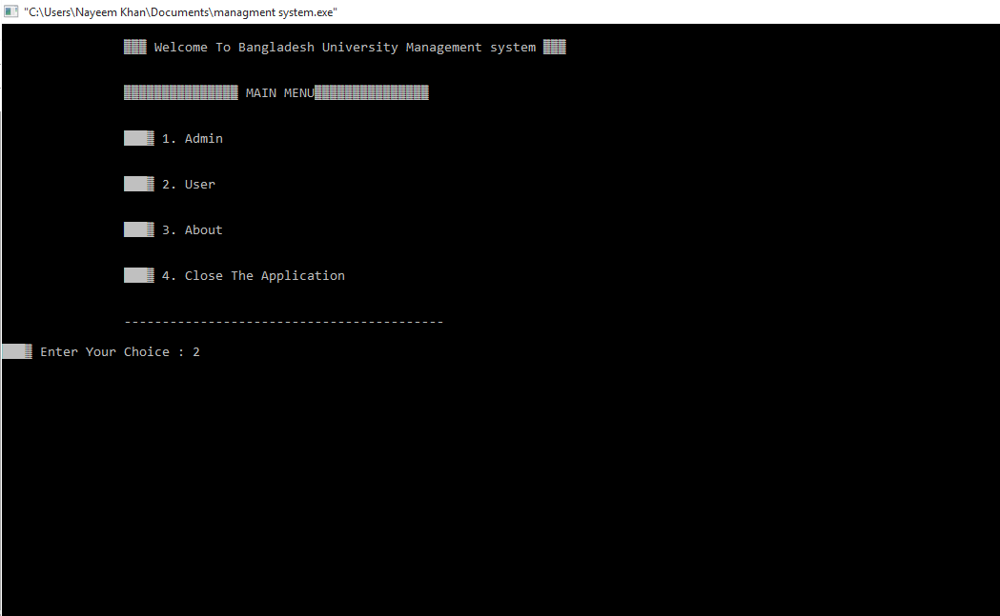 "C:\Users\Nayeem Khan\Documents\managment system.exe"
▒▒▒ Welcome To Bangladesh University Management system ▒▒▒
▒▒▒▒▒▒▒▒▒▒▒▒▒▒▒ MAIN MENU▒▒▒▒▒▒▒▒▒▒▒▒▒▒▒
███▒ 1. Admin
███▒ 2. User
███▒ 3. About
███▒ 4. Close The Application
------------------------------------------
███▒ Enter Your Choice : 2